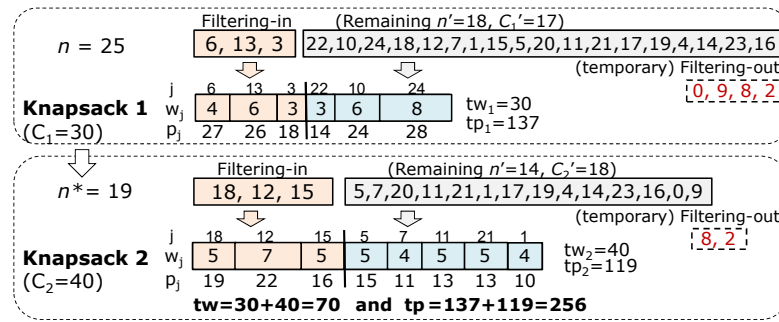 Filtering-in (Remaining n'=18, C₁'=17)
n = 25 6, 13, 3 22,10,24,18,12,7,1,15,5,20,11,21,17,19,4,14,23,16
(temporary) Filtering-out
0, 9, 8, 2
j 6 13 3 22 10 24
Knapsack 1 wⱼ 4 6 3 3 6 8 tw₁=30
(C₁=30) pⱼ 27 26 18 14 24 28 tp₁=137
Filtering-in (Remaining n'=14, C₂'=18)
n* = 19 18, 12, 15 5,7,20,11,21,1,17,19,4,14,23,16,0,9
(temporary) Filtering-out
8, 2
j 18 12 15 5 7 11 21 1
Knapsack 2 wⱼ 5 7 5 5 4 5 5 4 tw₂=40
(C₂=40) pⱼ 19 22 16 15 11 13 13 10 tp₂=119
tw=30+40=70 and tp=137+119=256